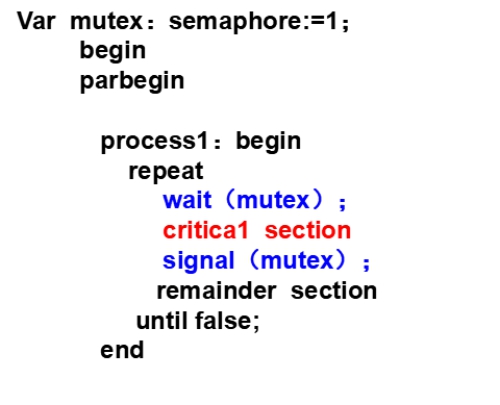 Var mutex：semaphore:=1；
begin
parbegin
process1：begin
repeat
wait（mutex）；
critica1 section
signal（mutex）；
remainder section
until false;
end